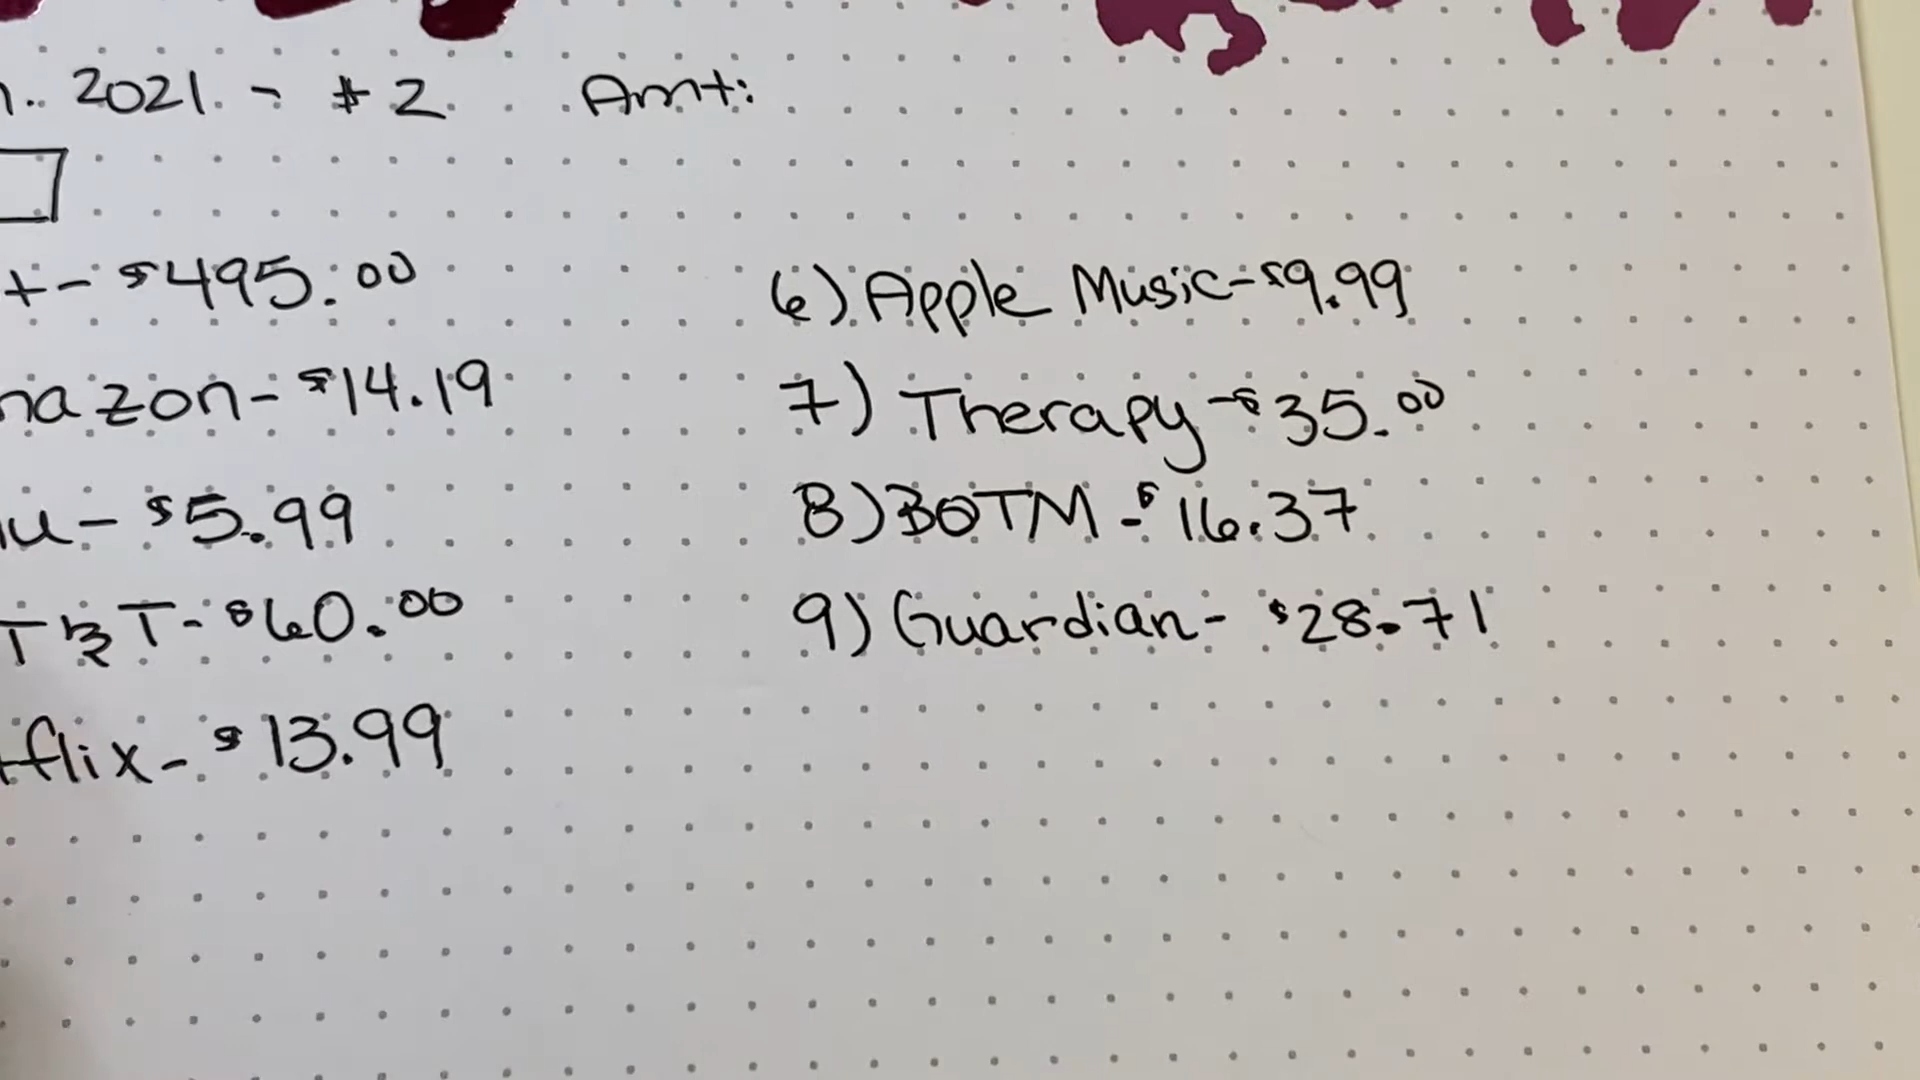 2021 - #2 Amt:
- $495.00
- $14.19
- $5.99
T & T - $60.00
flix - $13.99
6) Apple Music - $9.99
7) Therapy - $35.00
8) BOTM - $16.37
9) Guardian - $28.71